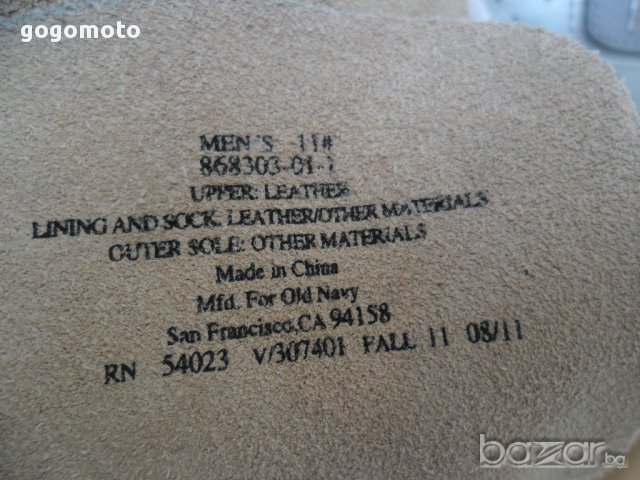 gogomoto
MEN'S 11#
868303-01-1
UPPER: LEATHER
LINING AND SOCK: LEATHER/OTHER MATERIALS
OUTER SOLE: OTHER MATERIALS
Made in China
Mfd. For Old Navy
San Francisco,CA 94158
RN 54023 V/307401 FALL 11 08/11
bazar.bg